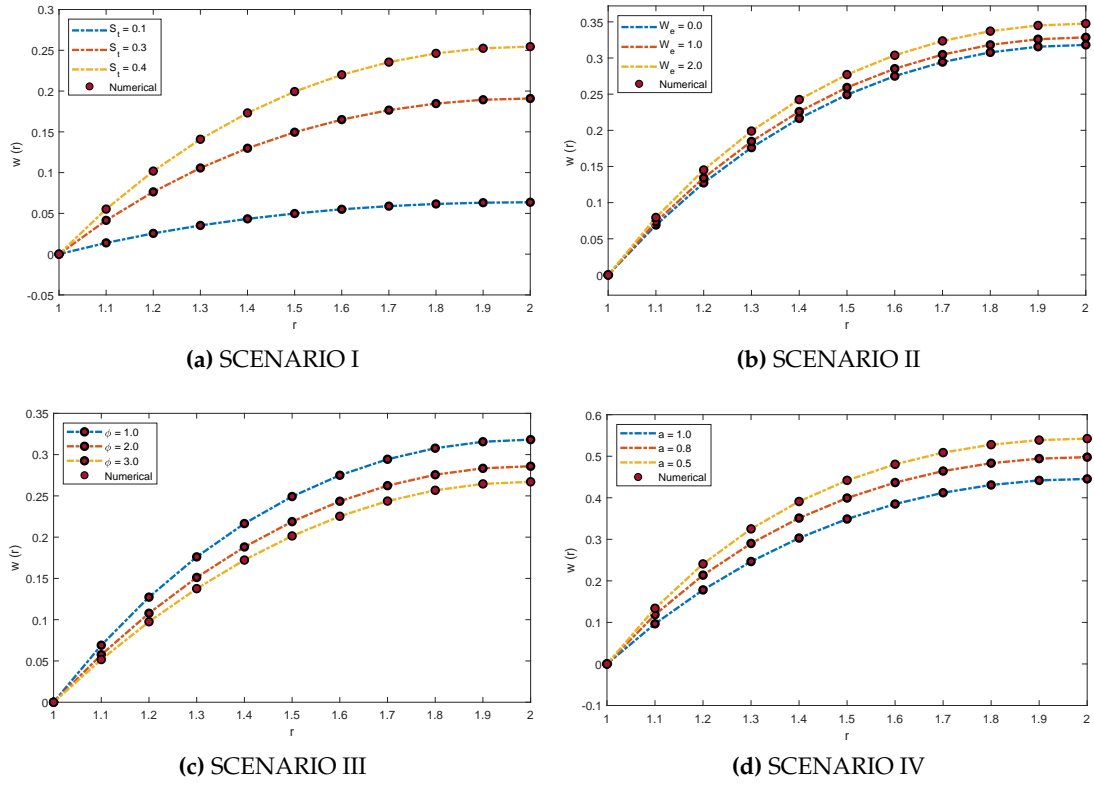 S_t = 0.1
S_t = 0.3
S_t = 0.4
Numerical
0.25
0.2
0.15
0.1
0.05
0
-0.05
w (r)
1 1.1 1.2 1.3 1.4 1.5 1.6 1.7 1.8 1.9 2
r
(a) SCENARIO I
W_e = 0.0
W_e = 1.0
W_e = 2.0
Numerical
0.35
0.3
0.25
0.2
0.15
0.1
0.05
0
w (r)
1 1.1 1.2 1.3 1.4 1.5 1.6 1.7 1.8 1.9 2
r
(b) SCENARIO II
ϕ = 1.0
ϕ = 2.0
ϕ = 3.0
Numerical
0.35
0.3
0.25
0.2
0.15
0.1
0.05
0
w (r)
1 1.1 1.2 1.3 1.4 1.5 1.6 1.7 1.8 1.9 2
r
(c) SCENARIO III
a = 1.0
a = 0.8
a = 0.5
Numerical
0.6
0.5
0.4
0.3
0.2
0.1
0
-0.1
w (r)
1 1.1 1.2 1.3 1.4 1.5 1.6 1.7 1.8 1.9 2
r
(d) SCENARIO IV